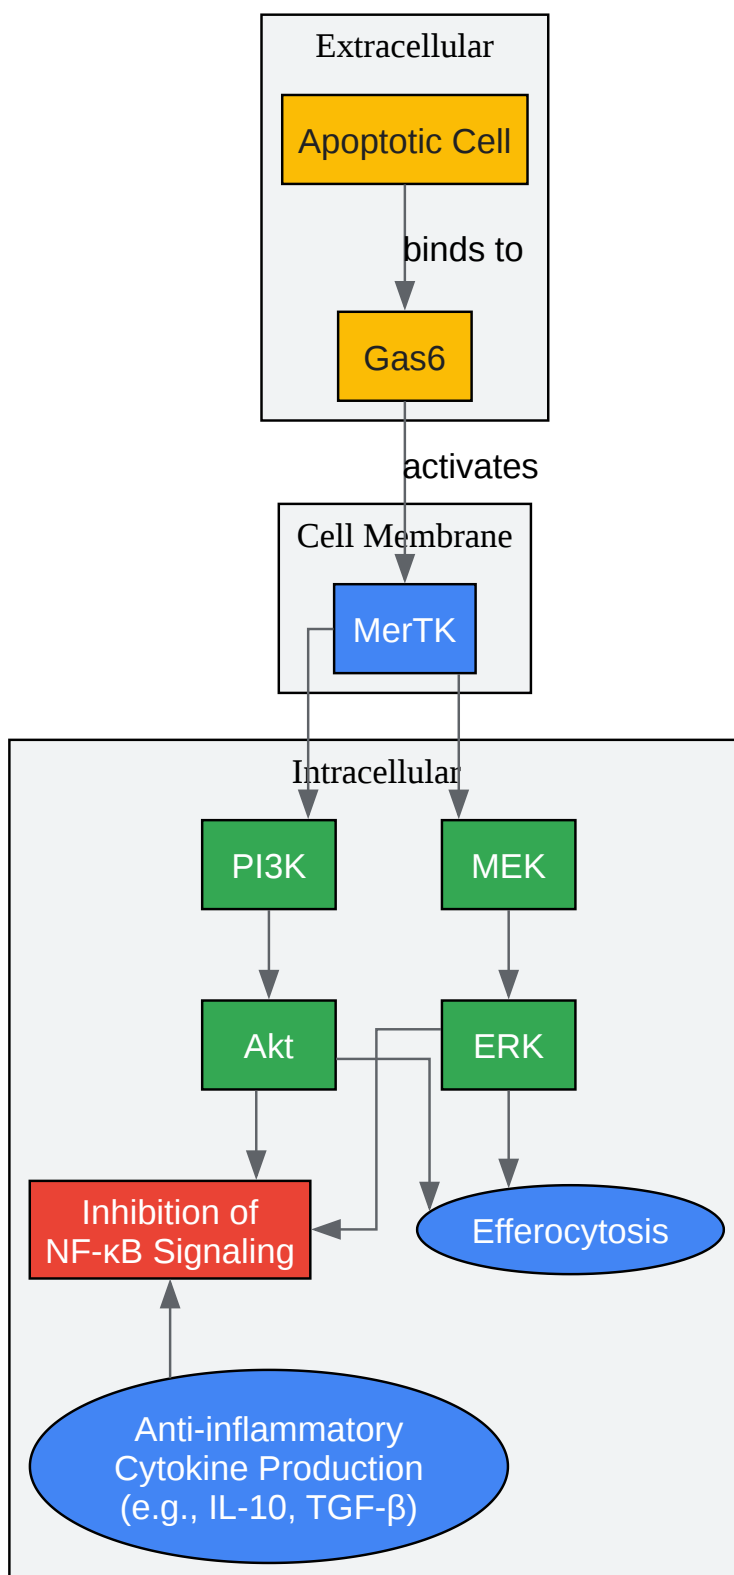 Extracellular
Apoptotic Cell
binds to
Gas6
activates
Cell Membrane
MerTK
Intracellular
PI3K
MEK
Akt
ERK
Inhibition of
NF-κB Signaling
Efferocytosis
Anti-inflammatory
Cytokine Production
(e.g., IL-10, TGF-β)